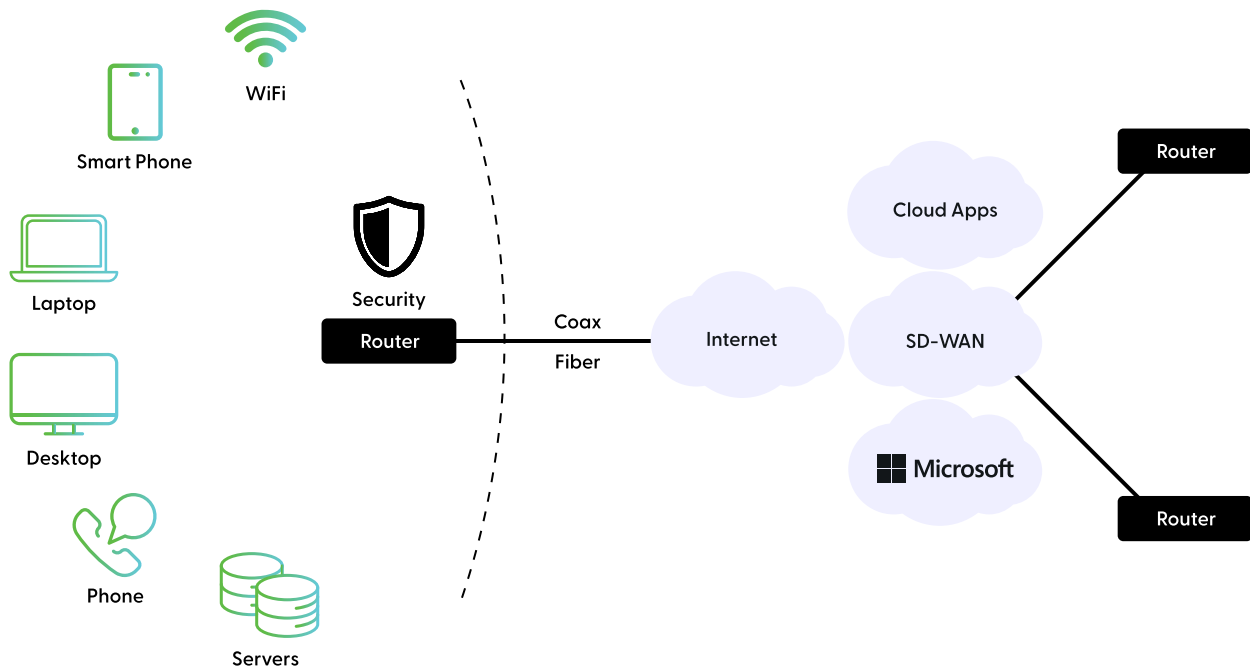 WiFi
Smart Phone
Laptop
Desktop
Phone
Servers
Security
Router
Coax
Fiber
Internet
Cloud Apps
SD-WAN
Microsoft
Router
Router